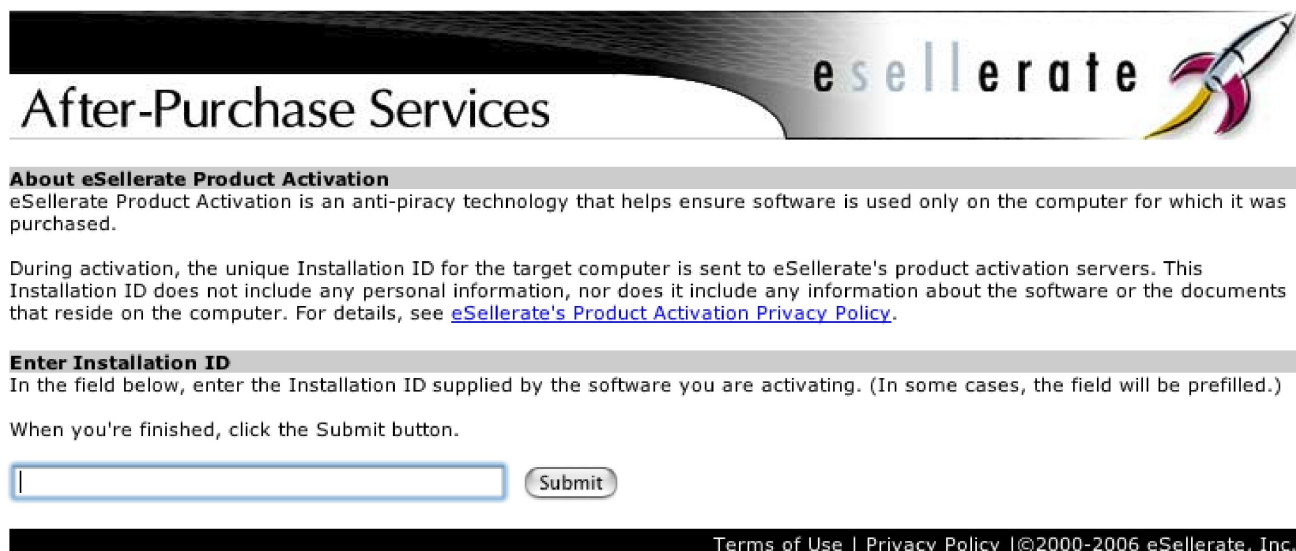 esellerate
After-Purchase Services
About eSellerate Product Activation
eSellerate Product Activation is an anti-piracy technology that helps ensure software is used only on the computer for which it was
purchased.
During activation, the unique Installation ID for the target computer is sent to eSellerate's product activation servers. This
Installation ID does not include any personal information, nor does it include any information about the software or the documents
that reside on the computer. For details, see eSellerate's Product Activation Privacy Policy.
Enter Installation ID
In the field below, enter the Installation ID supplied by the software you are activating. (In some cases, the field will be prefilled.)
When you're finished, click the Submit button.
Submit
Terms of Use | Privacy Policy |©2000-2006 eSellerate, Inc.